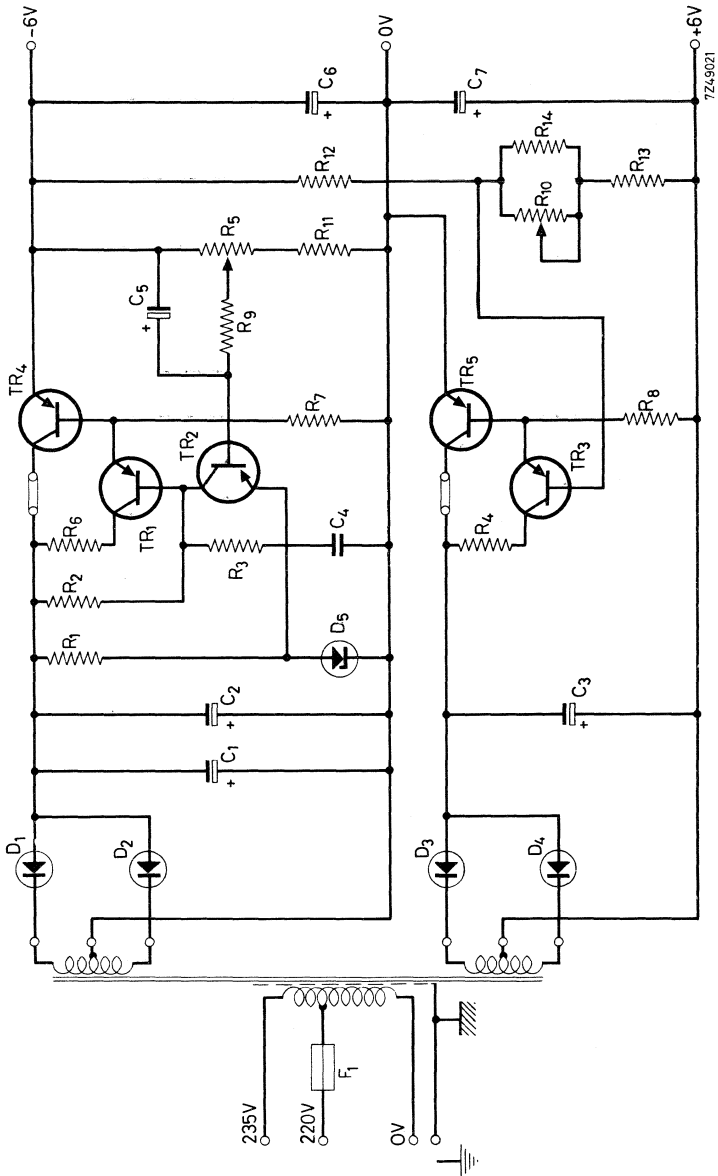 -6V
0V
+6V
7Z49021
C6
C7
R12
R14
R10
R13
R5
R11
C5
R9
TR4
TR5
R7
R8
TR2
TR3
TR1
R6
R4
R3
C4
R2
R1
D5
C2
C1
C3
D1
D2
D3
D4
F1
235V
220V
0V
+
+
+
+
+
+